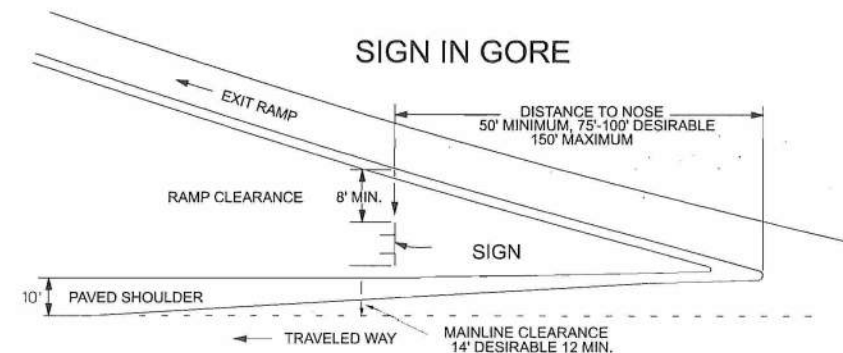 SIGN IN GORE
EXIT RAMP
DISTANCE TO NOSE
50' MINIMUM, 75'-100' DESIRABLE
150' MAXIMUM
RAMP CLEARANCE
8' MIN.
SIGN
10'
PAVED SHOULDER
TRAVELED WAY
MAINLINE CLEARANCE
14' DESIRABLE 12 MIN.